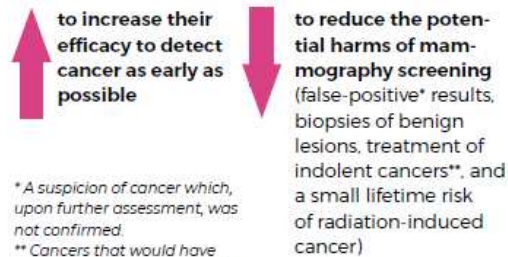 to increase their
efficacy to detect
cancer as early as
possible
* A suspicion of cancer which,
upon further assessment, was
not confirmed.
** Cancers that would have
to reduce the poten-
tial harms of mam-
mography screening
(false-positive* results,
biopsies of benign
lesions, treatment of
indolent cancers**, and
a small lifetime risk
of radiation-induced
cancer)